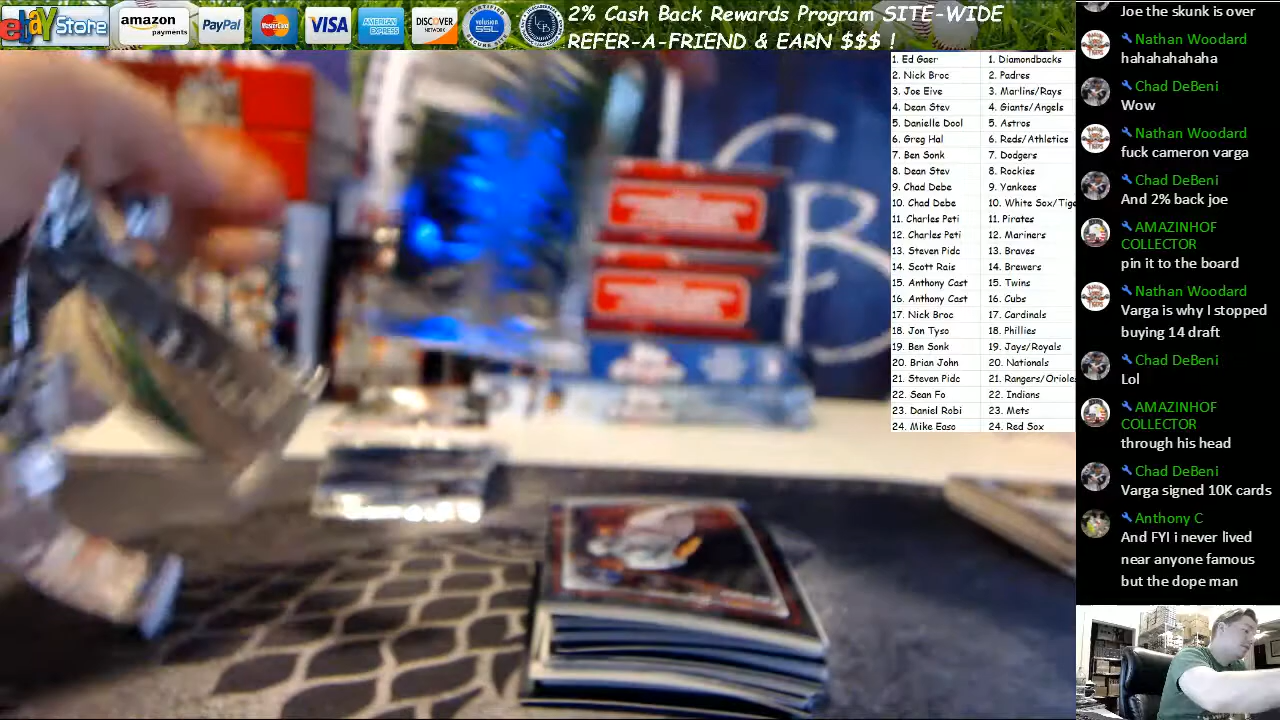 ebay Store
amazon
payments
PayPal
MasterCard
VISA
AMERICAN
EXPRESS
DISCOVER
NETWORK
2% Cash Back Rewards Program SITE-WIDE
REFER-A-FRIEND & EARN $$$ !
1. Ed Gaer 1. Diamondbacks
2. Nick Broc 2. Padres
3. Joe Eive 3. Marlins/Rays
4. Dean Stev 4. Giants/Angels
5. Danielle Dool 5. Astros
6. Greg Hal 6. Reds/Athletics
7. Ben Sonk 7. Dodgers
8. Dean Stev 8. Rockies
9. Chad Debe 9. Yankees
10. Chad Debe 10. White Sox/Tige
11. Charles Peti 11. Pirates
12. Charles Peti 12. Mariners
13. Steven Pidc 13. Braves
14. Scott Rais 14. Brewers
15. Anthony Cast 15. Twins
16. Anthony Cast 16. Cubs
17. Nick Broc 17. Cardinals
18. Jon Tyso 18. Phillies
19. Ben Sonk 19. Jays/Royals
20. Brian John 20. Nationals
21. Steven Pidc 21. Rangers/Oriole
22. Sean Fo 22. Indians
23. Daniel Robi 23. Mets
24. Mike Easo 24. Red Sox
Joe the skunk is over
Nathan Woodard
hahahahahaha
Chad DeBeni
Wow
Nathan Woodard
fuck cameron varga
Chad DeBeni
And 2% back joe
AMAZINHOF
COLLECTOR
pin it to the board
Nathan Woodard
Varga is why I stopped
buying 14 draft
Chad DeBeni
Lol
AMAZINHOF
COLLECTOR
through his head
Chad DeBeni
Varga signed 10K cards
Anthony C
And FYI i never lived
near anyone famous
but the dope man